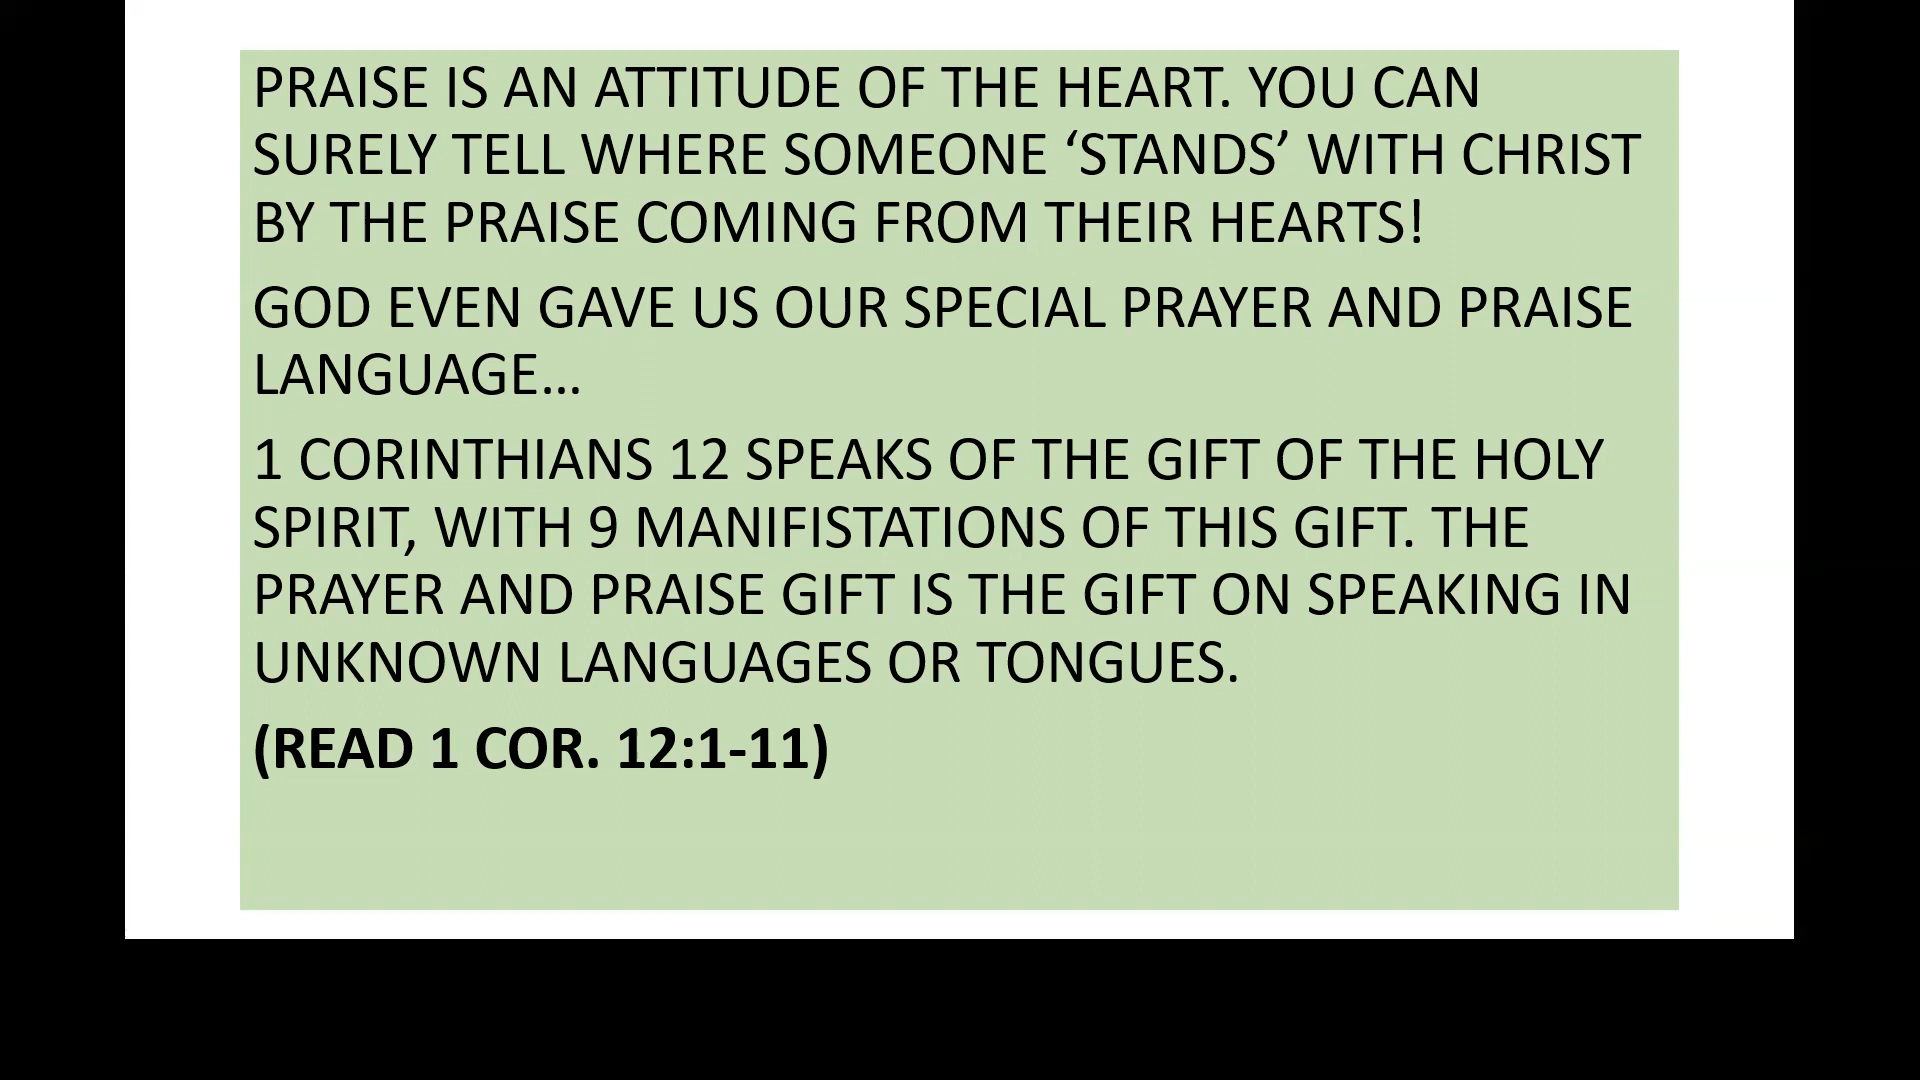 PRAISE IS AN ATTITUDE OF THE HEART. YOU CAN
SURELY TELL WHERE SOMEONE ‘STANDS’ WITH CHRIST
BY THE PRAISE COMING FROM THEIR HEARTS!
GOD EVEN GAVE US OUR SPECIAL PRAYER AND PRAISE
LANGUAGE…
1 CORINTHIANS 12 SPEAKS OF THE GIFT OF THE HOLY
SPIRIT, WITH 9 MANIFISTATIONS OF THIS GIFT. THE
PRAYER AND PRAISE GIFT IS THE GIFT ON SPEAKING IN
UNKNOWN LANGUAGES OR TONGUES.
(READ 1 COR. 12:1-11)